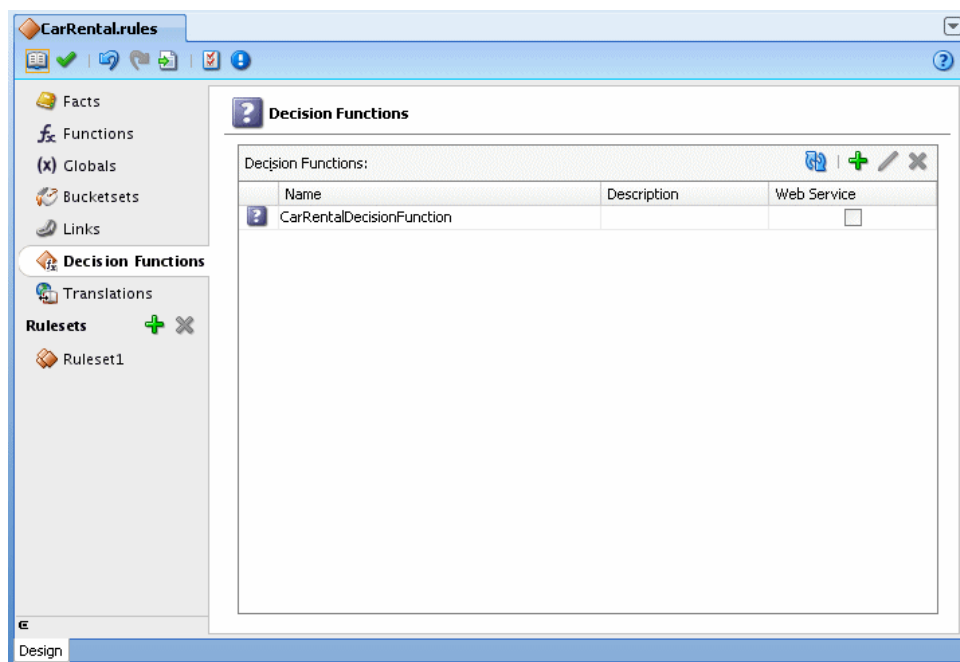 CarRental.rules
Facts
Functions
(x) Globals
Bucketsets
Links
Decision Functions
Translations
Rulesets
Ruleset1
Decision Functions
Decision Functions:
Name Description Web Service
CarRentalDecisionFunction
Design